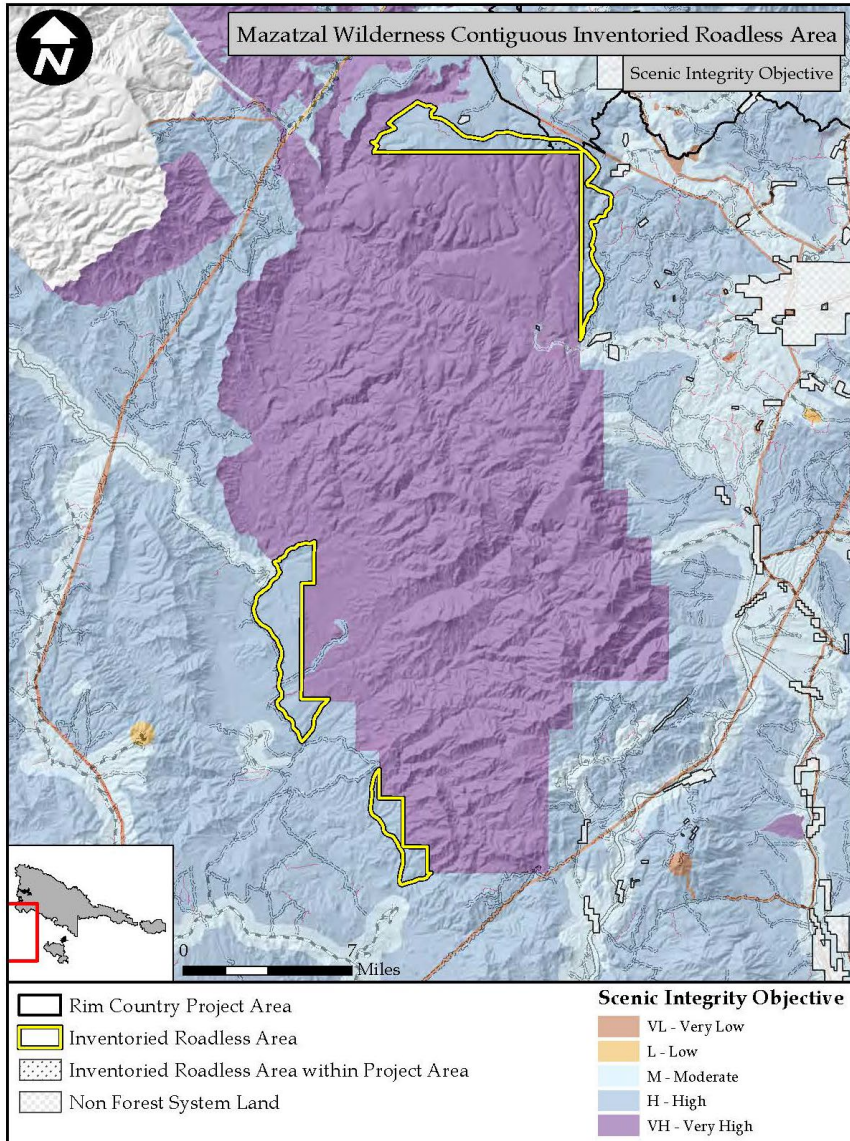 N
Mazatzal Wilderness Contiguous Inventoried Roadless Area
Scenic Integrity Objective
0 7
Miles
Rim Country Project Area
Inventoried Roadless Area
Inventoried Roadless Area within Project Area
Non Forest System Land
Scenic Integrity Objective
VL - Very Low
L - Low
M - Moderate
H - High
VH - Very High